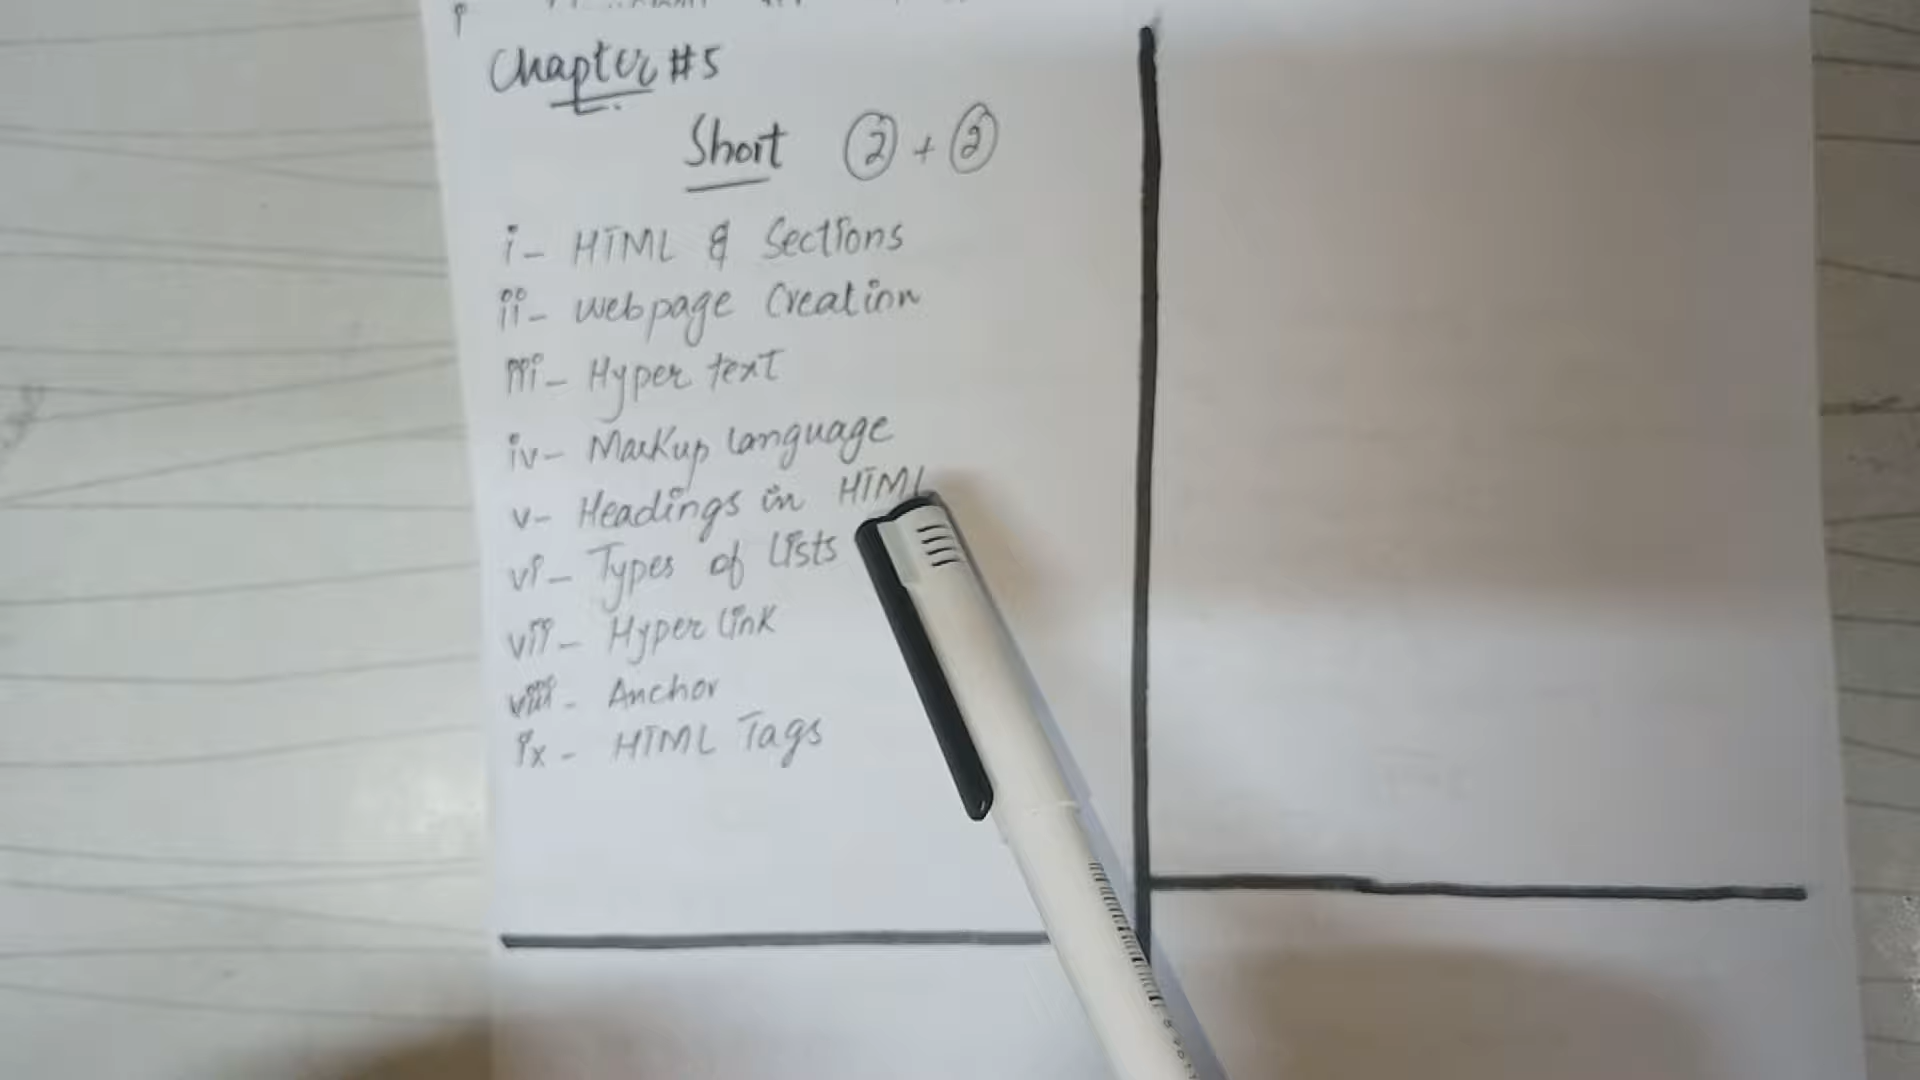 Chapter #5
Short 2 + 2
i- HTML & Sections
ii- webpage Creation
iii- Hyper text
iv- Markup language
v- Headings in HTML
vi- Types of Lists
vii- Hyper link
viii- Anchor
ix- HTML Tags